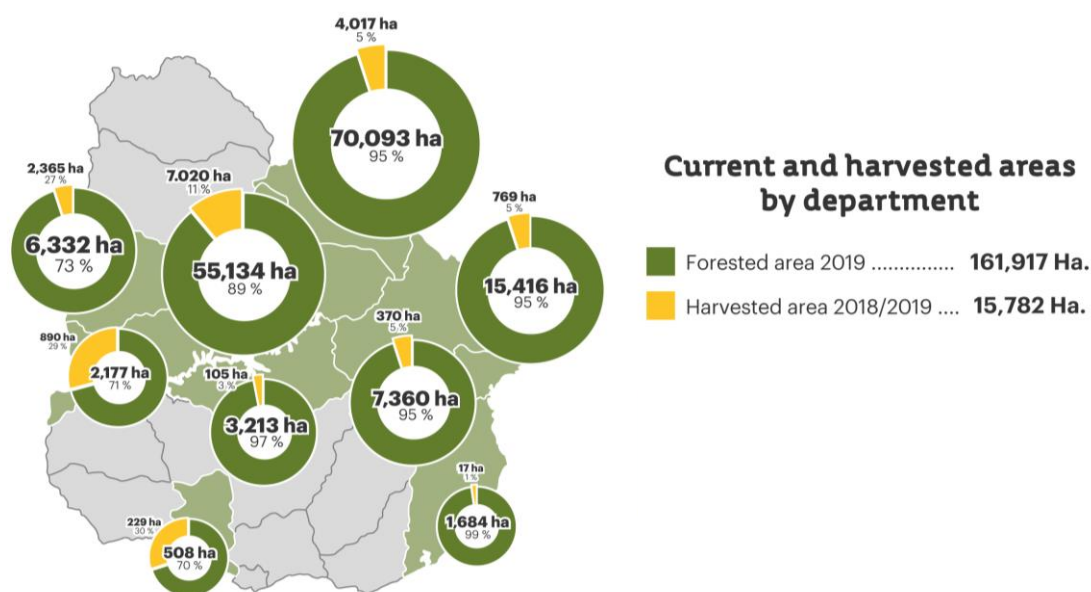 4,017 ha
5 %
70,093 ha
95 %
2,365 ha
27 %
6,332 ha
73 %
7.020 ha
11 %
55,134 ha
89 %
769 ha
5 %
15,416 ha
95 %
890 ha
29 %
2,177 ha
71 %
105 ha
3 %
3,213 ha
97 %
370 ha
5 %
7,360 ha
95 %
229 ha
30 %
508 ha
70 %
17 ha
1 %
1,684 ha
99 %
Current and harvested areas
by department
Forested area 2019 ............... 161,917 Ha.
Harvested area 2018/2019 .... 15,782 Ha.